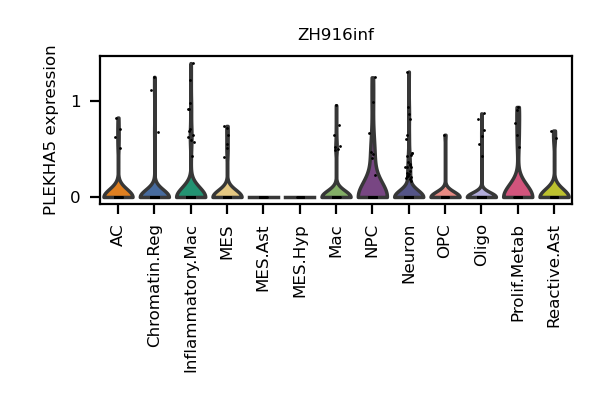 ZH916inf
PLEKHA5 expression
1
0
AC
Chromatin.Reg
Inflammatory.Mac
MES
MES.Ast
MES.Hyp
Mac
NPC
Neuron
OPC
Oligo
Prolif.Metab
Reactive.Ast